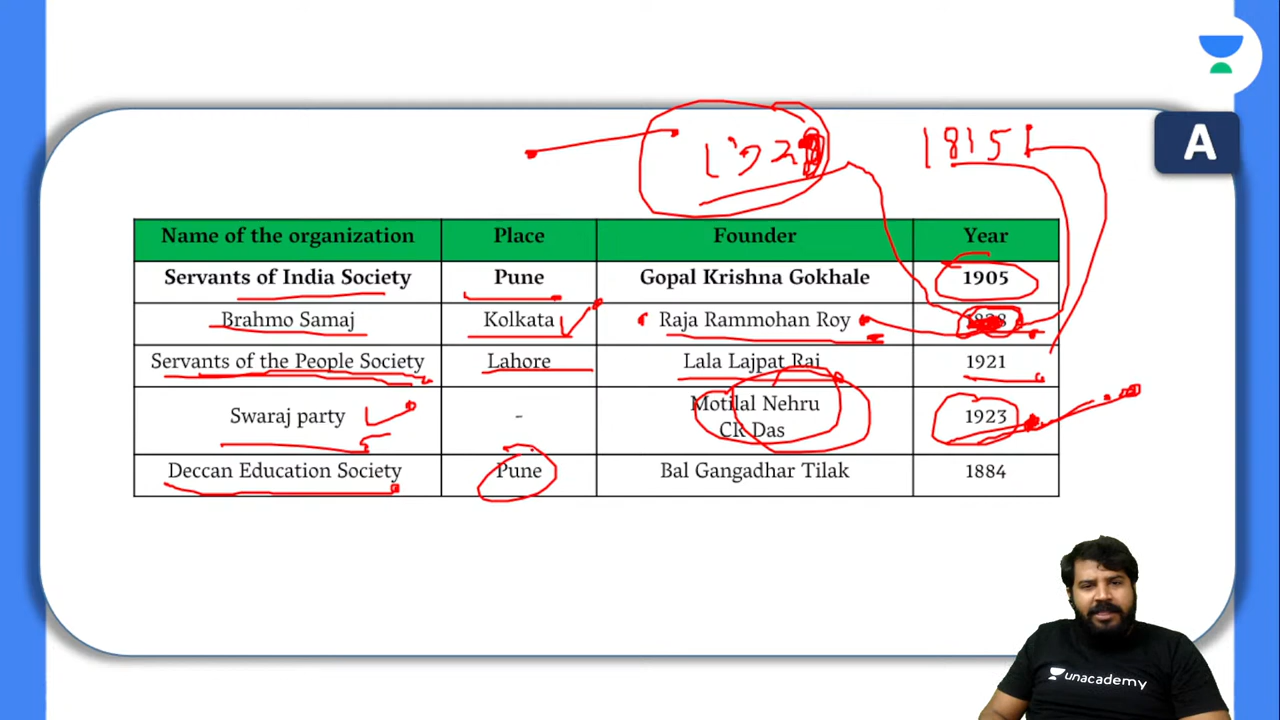 18151
A
Name of the organization Place Founder Year
Servants of India Society Pune Gopal Krishna Gokhale 1905
Brahmo Samaj Kolkata Raja Rammohan Roy
Servants of the People Society Lahore Lala Lajpat Rai 1921
Swaraj party - Motilal Nehru 1923
CK Das
Deccan Education Society Pune Bal Gangadhar Tilak 1884
unacademy